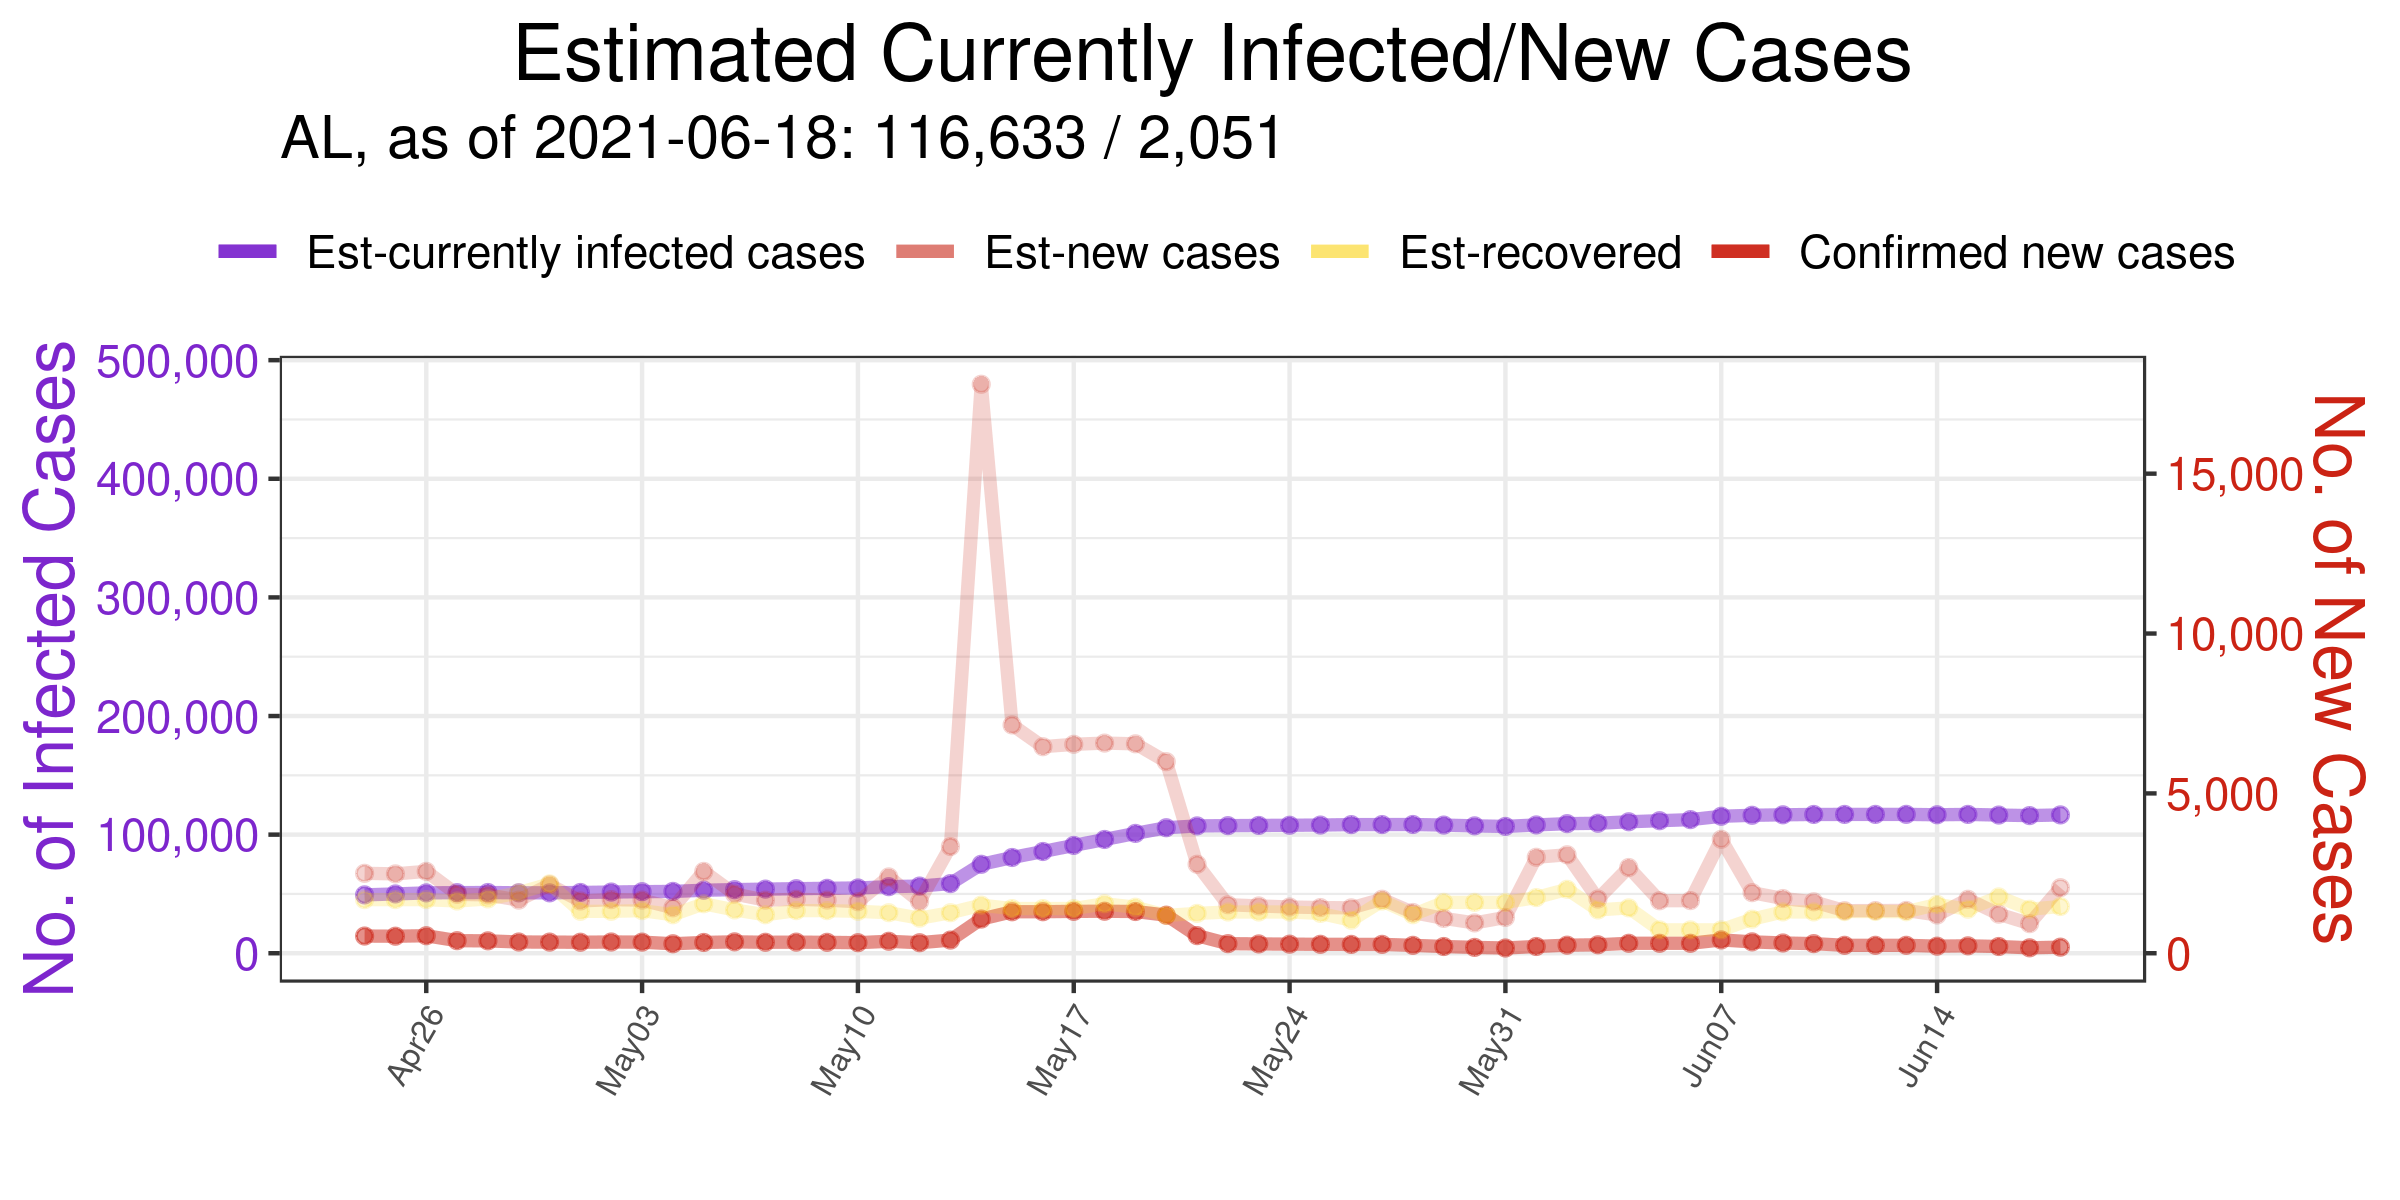 Estimated Currently Infected/New Cases
AL, as of 2021-06-18: 116,633 / 2,051
Est-currently infected cases Est-new cases Est-recovered Confirmed new cases
No. of Infected Cases
500,000
400,000
300,000
200,000
100,000
0
15,000
10,000
5,000
0
No. of New Cases
Apr26 May03 May10 May17 May24 May31 Jun07 Jun14